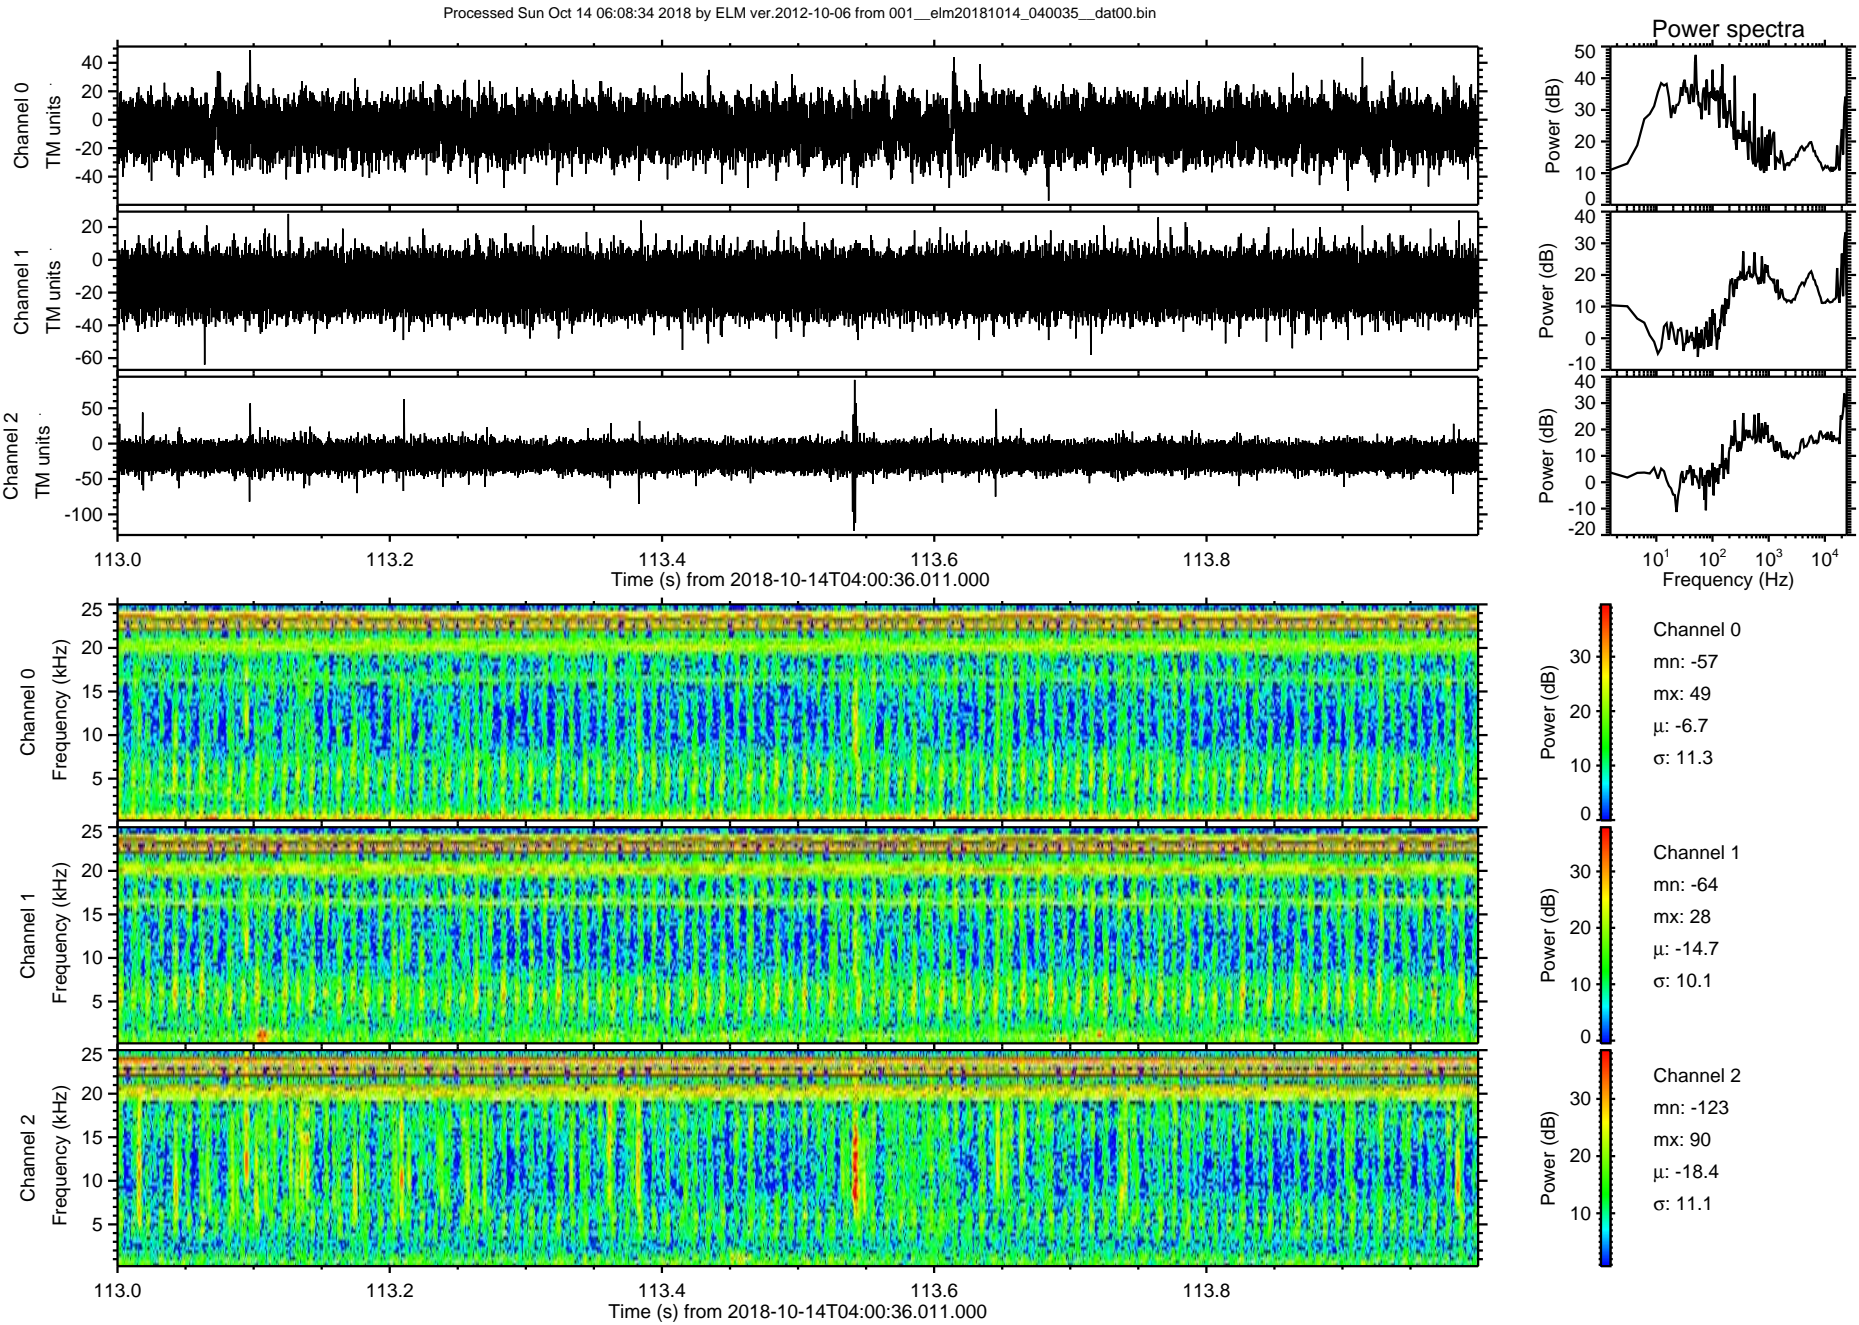 Processed Sun Oct 14 06:08:34 2018 by ELM ver.2012-10-06 from 001__elm20181014_040035__dat00.bin
Power spectra
Channel 0
TM units
40
20
0
-20
-40
Power (dB)
50
40
30
20
10
0
Channel 1
TM units
20
0
-20
-40
-60
Power (dB)
40
30
20
10
0
-10
Channel 2
TM units
50
0
-50
-100
Power (dB)
40
30
20
10
0
-10
-20
113.0 113.2 113.4 113.6 113.8
Time (s) from 2018-10-14T04:00:36.011.000
10^1 10^2 10^3 10^4
Frequency (Hz)
Channel 0
Frequency (kHz)
25
20
15
10
5
Power (dB)
30
20
10
0
Channel 0
mn: -57
mx: 49
μ: -6.7
σ: 11.3
Channel 1
Frequency (kHz)
25
20
15
10
5
Power (dB)
30
20
10
0
Channel 1
mn: -64
mx: 28
μ: -14.7
σ: 10.1
Channel 2
Frequency (kHz)
25
20
15
10
5
Power (dB)
30
20
10
Channel 2
mn: -123
mx: 90
μ: -18.4
σ: 11.1
113.0 113.2 113.4 113.6 113.8
Time (s) from 2018-10-14T04:00:36.011.000